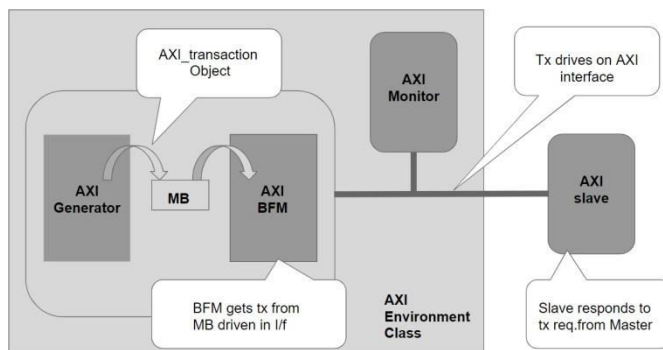 AXI_transaction
Object
AXI
Monitor
Tx drives on AXI
interface
AXI
Generator
MB
AXI
BFM
AXI
slave
BFM gets tx from
MB driven in I/f
AXI
Environment
Class
Slave responds to
tx req.from Master